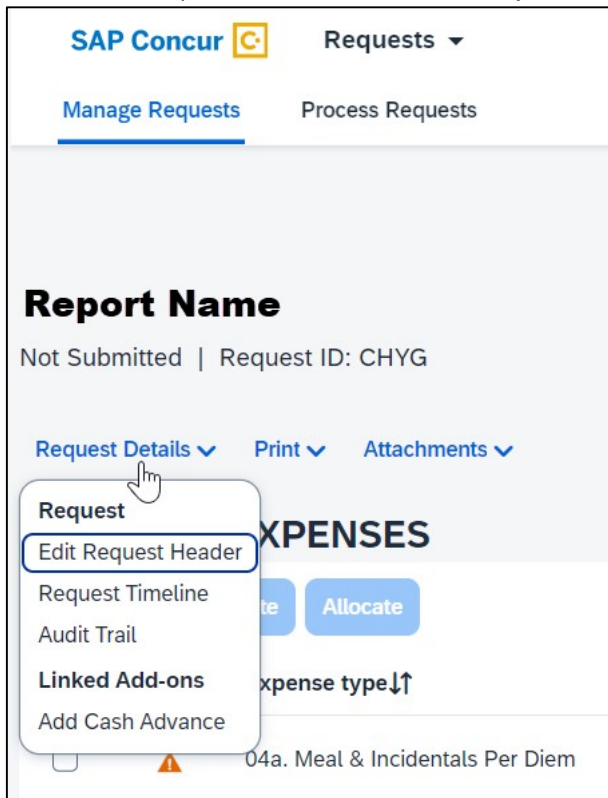 SAP Concur C Requests
Manage Requests Process Requests
Report Name
Not Submitted | Request ID: CHYG
Request Details Print Attachments
Request
Edit Request Header
Request Timeline
Audit Trail
Linked Add-ons
Add Cash Advance
XPENSES
te Allocate
xpense type
04a. Meal & Incidentals Per Diem